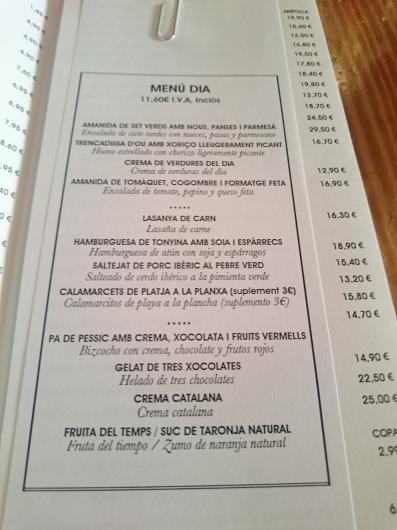 MENÚ DIA
11,60€ I.V.A. Inclòs
AMANIDA DE SET VERDS AMB NOUS, PANSES I PARMESÀ
Ensalada de siete verdes con nueces, pasas y parmesano
TRENCADISSA D'OU AMB XORIÇO LLEUGERAMENT PICANT
Huevo estrellado con chorizo ligeramente picante
CREMA DE VERDURES DEL DIA
Crema de verduras del día
AMANIDA DE TOMÀQUET, COGOMBRE I FORMATGE FETA
Ensalada de tomate, pepino y queso feta
•••••
LASANYA DE CARN
Lasaña de carne
HAMBURGUESA DE TONYINA AMB SOIA I ESPÀRRECS
Hamburguesa de atún con soja y espárragos
SALTEJAT DE PORC IBÈRIC AL PEBRE VERD
Salteado de cerdo ibérico a la pimienta verde
CALAMARCETS DE PLATJA A LA PLANXA (suplement 3€)
Calamarcitos de playa a la plancha (suplemento 3€)
•••••
PA DE PESSIC AMB CREMA, XOCOLATA I FRUITS VERMELLS
Bizcocho con crema, chocolate y frutos rojos
GELAT DE TRES XOCOLATES
Helado de tres chocolates
CREMA CATALANA
Crema catalana
FRUITA DEL TEMPS / SUC DE TARONJA NATURAL
Fruta del tiempo / Zumo de naranja natural
AMPOLLA
19,90 €
15,60 €
13,50 €
16,80 €
19,50 €
17,80 €
18,40 €
19,80 €
13,70 €
18,70 €
24,50 €
29,50 €
16,70 €
12,90 €
16,90 €
16,30 €
18,90 €
15,40 €
13,20 €
15,80 €
14,70 €
14,90 €
22,50 €
25,00 €
COPA